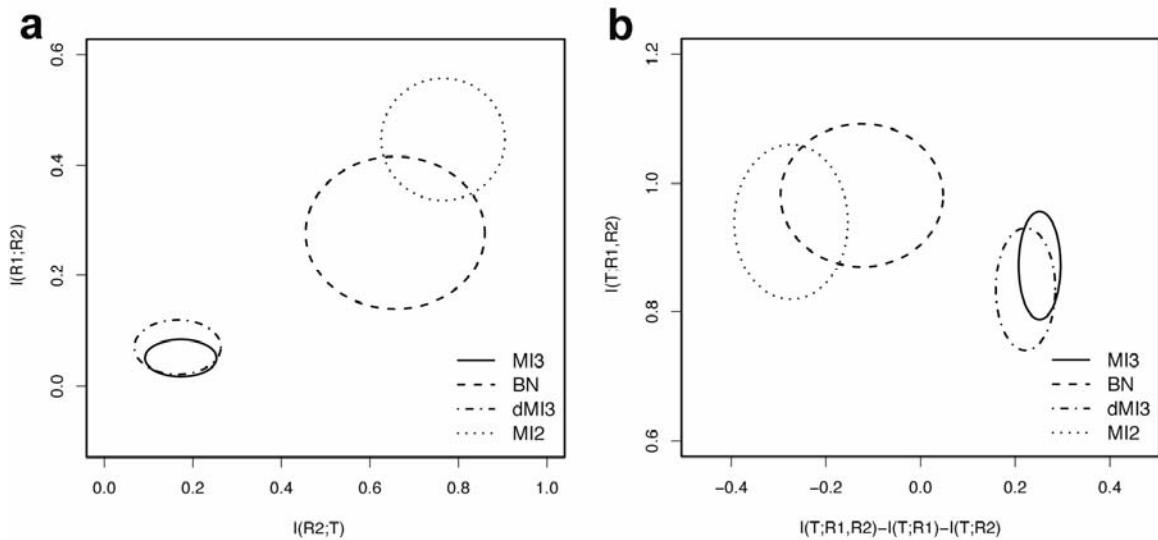 a
I(R1;R2)
0.6
0.4
0.2
0.0
MI3
BN
dMI3
MI2
0.0 0.2 0.4 0.6 0.8 1.0
I(R2;T)
b
I(T;R1,R2)
1.2
1.0
0.8
0.6
MI3
BN
dMI3
MI2
−0.4 −0.2 0.0 0.2 0.4
I(T;R1,R2)−I(T;R1)−I(T;R2)